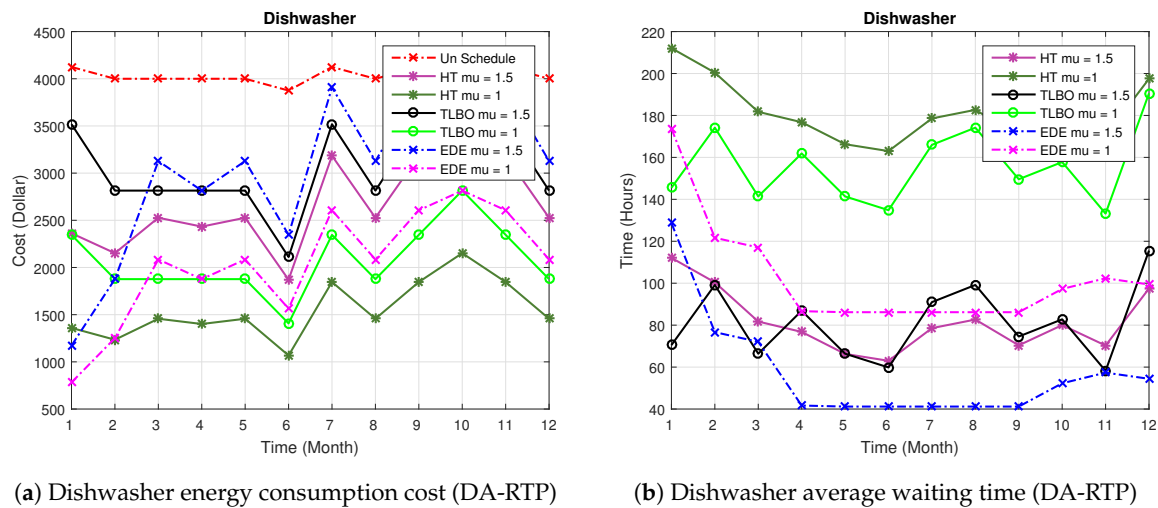 Dishwasher
4500
4000
3500
3000
2500
2000
1500
1000
500
Cost (Dollar)
1 2 3 4 5 6 7 8 9 10 11 12
Time (Month)
Un Schedule
HT mu = 1.5
HT mu = 1
TLBO mu = 1.5
TLBO mu = 1
EDE mu = 1.5
EDE mu = 1
(a) Dishwasher energy consumption cost (DA-RTP)
Dishwasher
220
200
180
160
140
120
100
80
60
40
Time (Hours)
1 2 3 4 5 6 7 8 9 10 11 12
Time (Month)
HT mu = 1.5
HT mu =1
TLBO mu = 1.5
TLBO mu = 1
EDE mu = 1.5
EDE mu = 1
(b) Dishwasher average waiting time (DA-RTP)